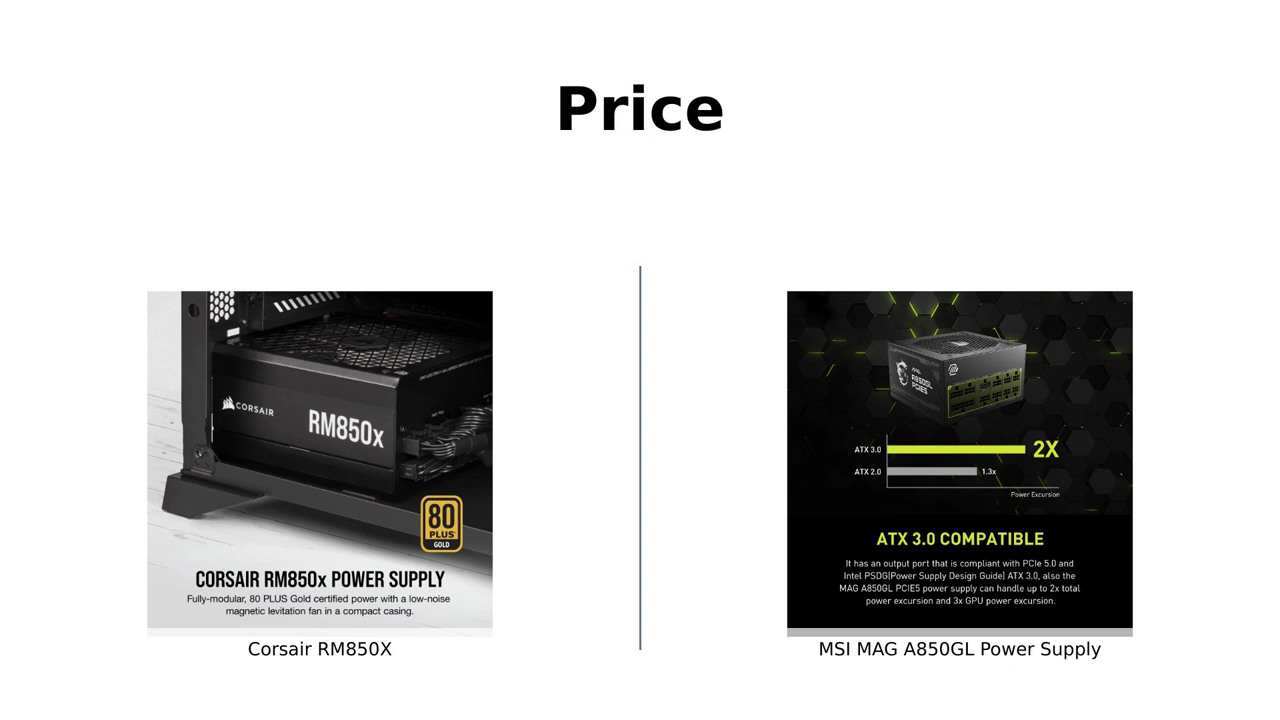 Price
CORSAIR
RM850x
80
PLUS
GOLD
CORSAIR RM850x POWER SUPPLY
Fully-modular, 80 PLUS Gold certified power with a low-noise
magnetic levitation fan in a compact casing.
Corsair RM850X
A850GL
PCIE5
ATX 3.0
2X
ATX 2.0
1.3x
Power Excursion
ATX 3.0 COMPATIBLE
It has an output port that is compliant with PCIe 5.0 and
Intel PSDG(Power Supply Design Guide) ATX 3.0, also the
MAG A850GL PCIE5 power supply can handle up to 2x total
power excursion and 3x GPU power excursion.
MSI MAG A850GL Power Supply